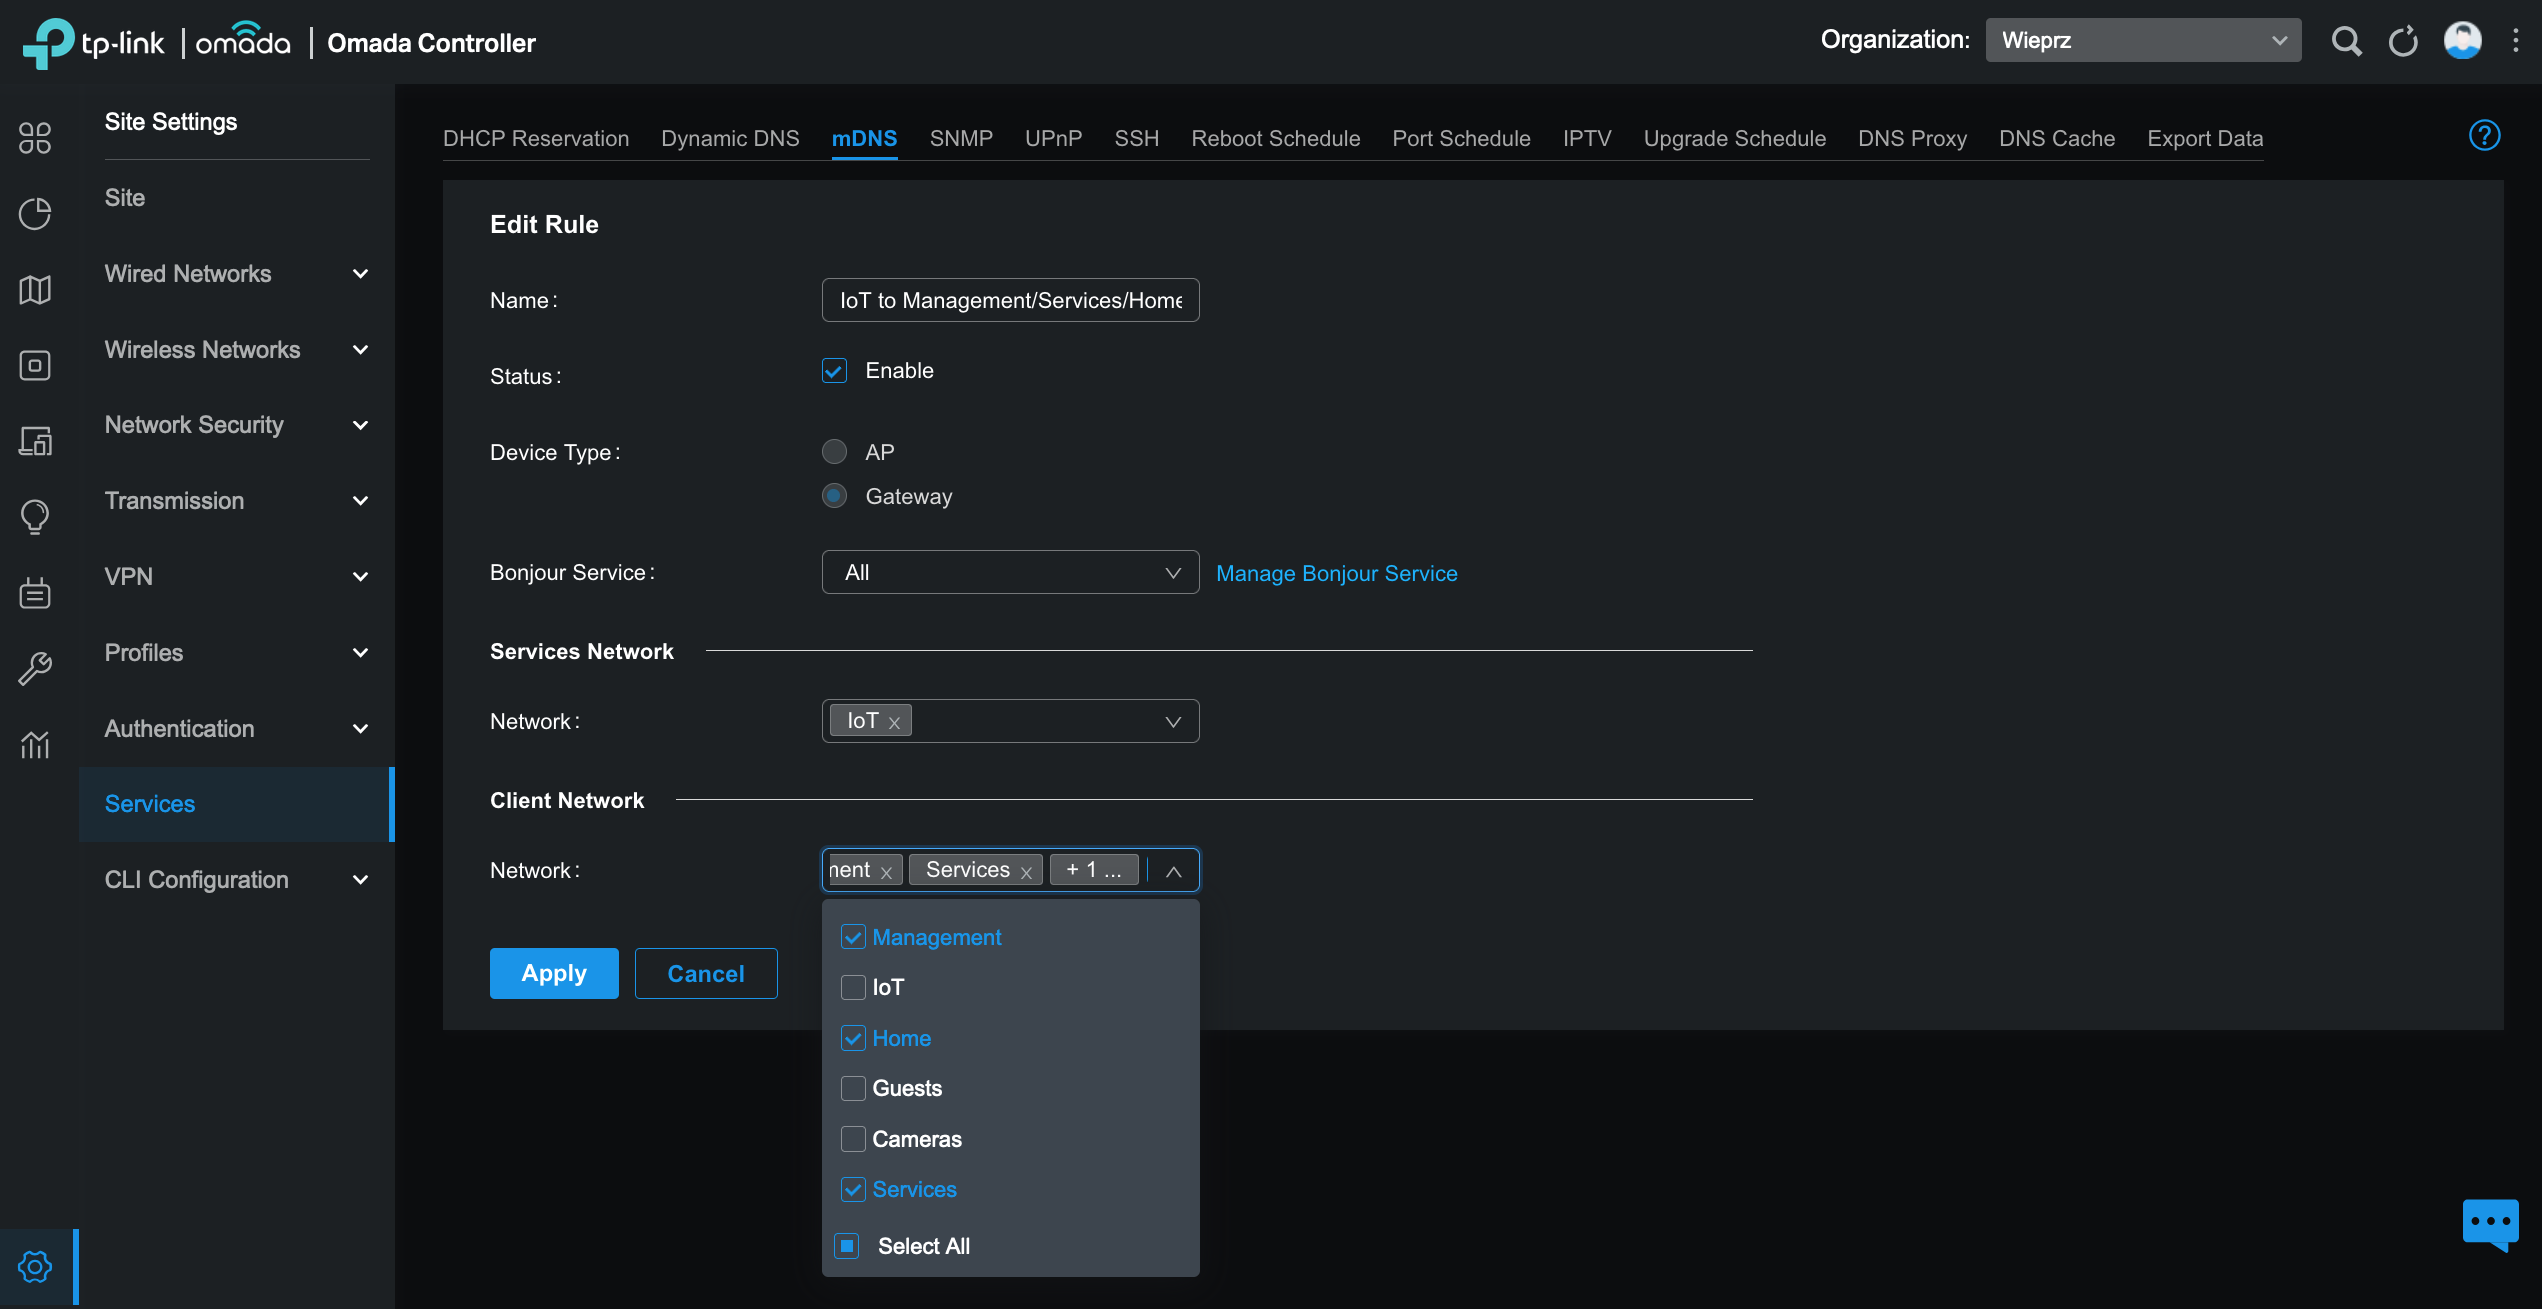 tp-link | omada | Omada Controller
Organization: Wieprz
Site Settings
Site
Wired Networks
Wireless Networks
Network Security
Transmission
VPN
Profiles
Authentication
Services
CLI Configuration
DHCP Reservation Dynamic DNS mDNS SNMP UPnP SSH Reboot Schedule Port Schedule IPTV Upgrade Schedule DNS Proxy DNS Cache Export Data
Edit Rule
Name: IoT to Management/Services/Home
Status: Enable
Device Type: AP
Gateway
Bonjour Service: All Manage Bonjour Service
Services Network
Network: IoT
Client Network
Network: ment Services + 1 ...
Apply Cancel
Management
IoT
Home
Guests
Cameras
Services
Select All